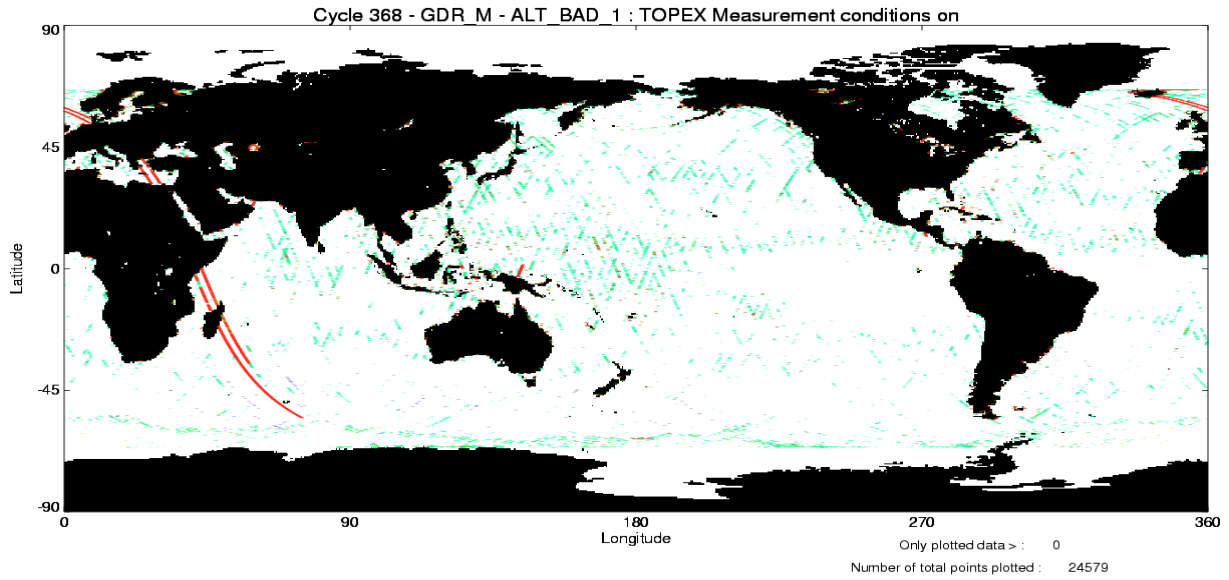 Cycle 368 - GDR_M - ALT_BAD_1 : TOPEX Measurement conditions on
90
45
0
-45
-90
Latitude
0 90 180 270 360
Longitude
Only plotted data > : 0
Number of total points plotted : 24579